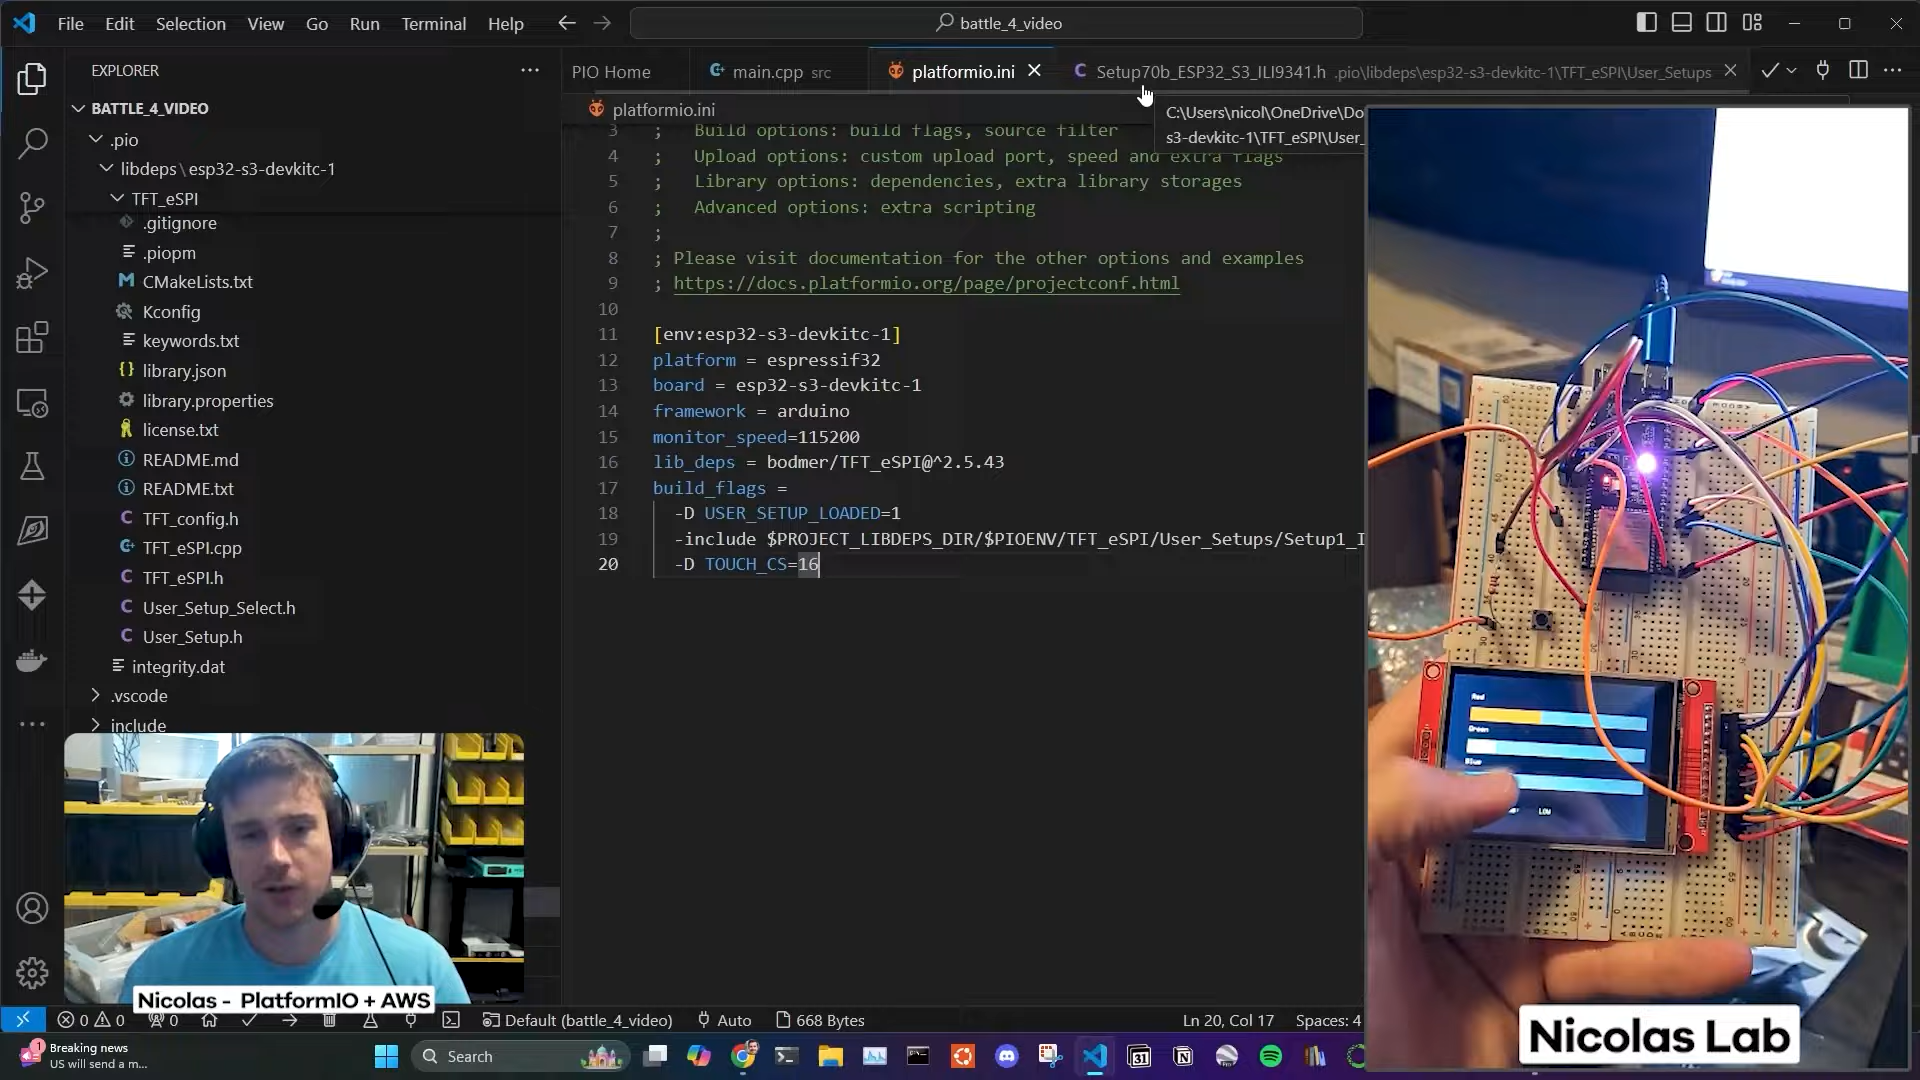 File Edit Selection View Go Run Terminal Help
battle_4_video
EXPLORER
BATTLE_4_VIDEO
.pio
libdeps \ esp32-s3-devkitc-1
TFT_eSPI
.gitignore
.piopm
CMakeLists.txt
Kconfig
keywords.txt
library.json
library.properties
license.txt
README.md
README.txt
TFT_config.h
TFT_eSPI.cpp
TFT_eSPI.h
User_Setup_Select.h
User_Setup.h
integrity.dat
.vscode
include
PIO Home
main.cpp src
platformio.ini
Setup70b_ESP32_S3_ILI9341.h .pio\libdeps\esp32-s3-devkitc-1\TFT_eSPI\User_Setups
platformio.ini
C:\Users\nicol\OneDrive\Do
s3-devkitc-1\TFT_eSPI\User_
3 ;   Build options: build flags, source filter
4 ;   Upload options: custom upload port, speed and extra flags
5 ;   Library options: dependencies, extra library storages
6 ;   Advanced options: extra scripting
7 ;
8 ; Please visit documentation for the other options and examples
9 ; https://docs.platformio.org/page/projectconf.html
10
11 [env:esp32-s3-devkitc-1]
12 platform = espressif32
13 board = esp32-s3-devkitc-1
14 framework = arduino
15 monitor_speed=115200
16 lib_deps = bodmer/TFT_eSPI@^2.5.43
17 build_flags =
18   -D USER_SETUP_LOADED=1
19   -include $PROJECT_LIBDEPS_DIR/$PIOENV/TFT_eSPI/User_Setups/Setup1_I
20   -D TOUCH_CS=16
Red
Green
Blue
LOW
Nicolas - PlatformIO + AWS
Nicolas Lab
0 0 0 Default (battle_4_video) Auto 668 Bytes Ln 20, Col 17 Spaces: 4
1
Breaking news
US will send a m...
Search
31